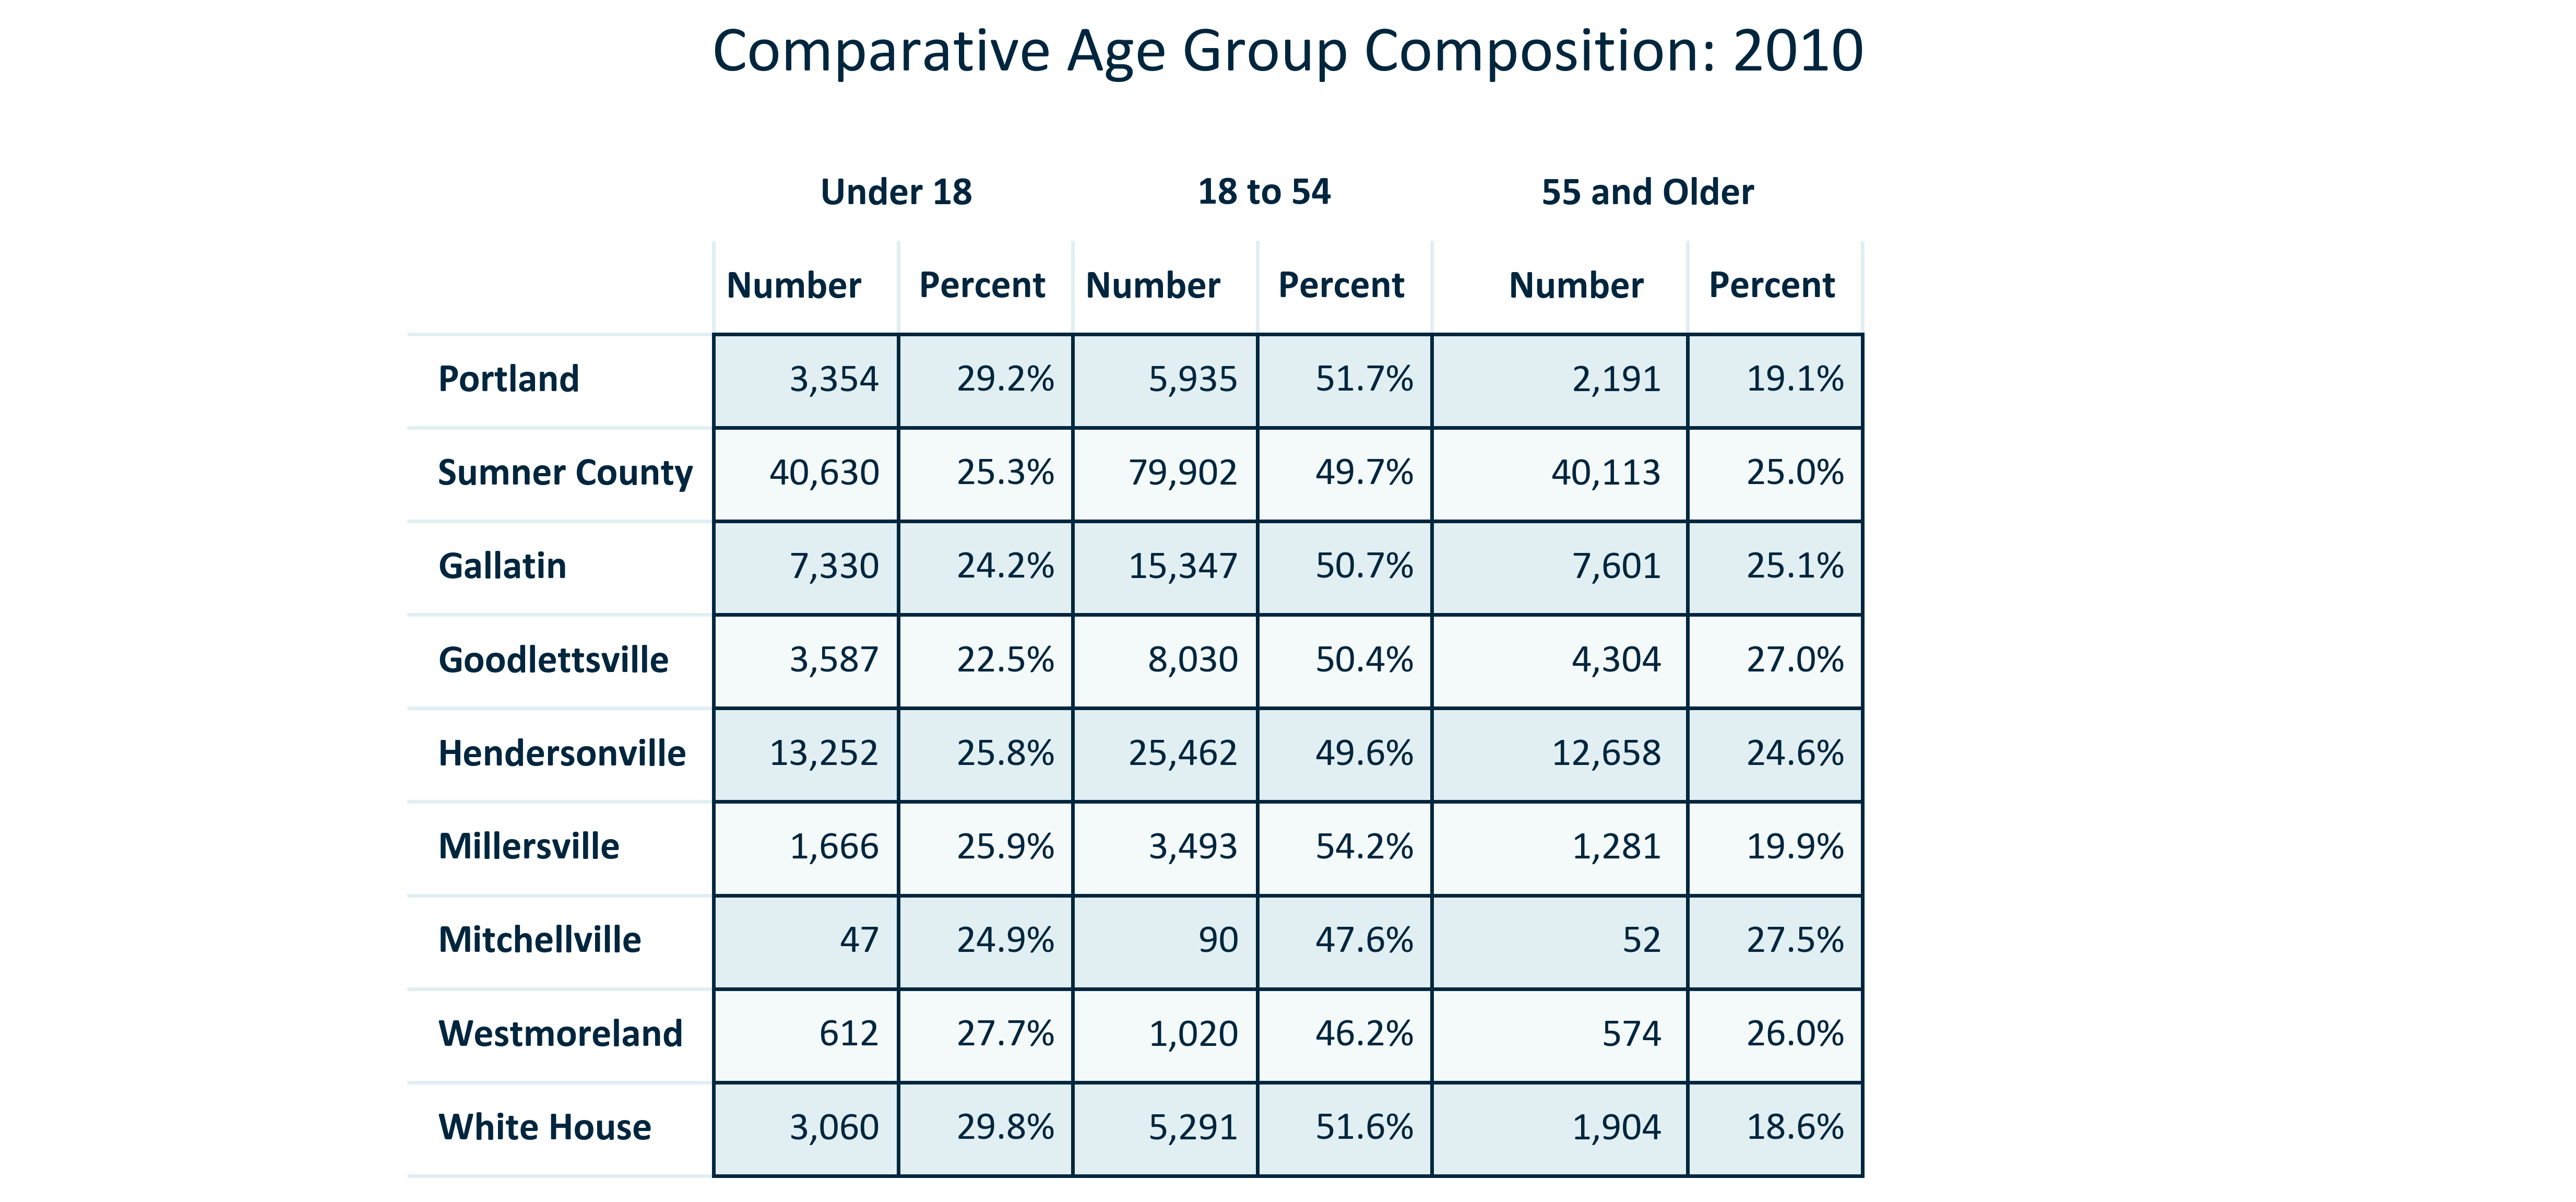 Comparative Age Group Composition: 2010
Under 18 18 to 54 55 and Older
Number Percent Number Percent Number Percent
Portland 3,354 29.2% 5,935 51.7% 2,191 19.1%
Sumner County 40,630 25.3% 79,902 49.7% 40,113 25.0%
Gallatin 7,330 24.2% 15,347 50.7% 7,601 25.1%
Goodlettsville 3,587 22.5% 8,030 50.4% 4,304 27.0%
Hendersonville 13,252 25.8% 25,462 49.6% 12,658 24.6%
Millersville 1,666 25.9% 3,493 54.2% 1,281 19.9%
Mitchellville 47 24.9% 90 47.6% 52 27.5%
Westmoreland 612 27.7% 1,020 46.2% 574 26.0%
White House 3,060 29.8% 5,291 51.6% 1,904 18.6%